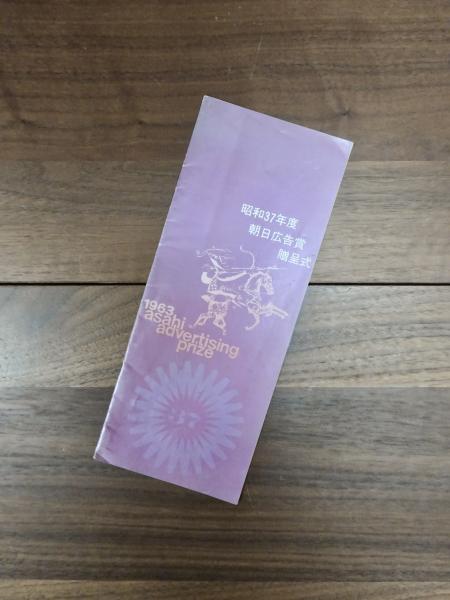 昭和37年度
朝日広告賞
贈呈式
1963
asahi
advertising
prize
37